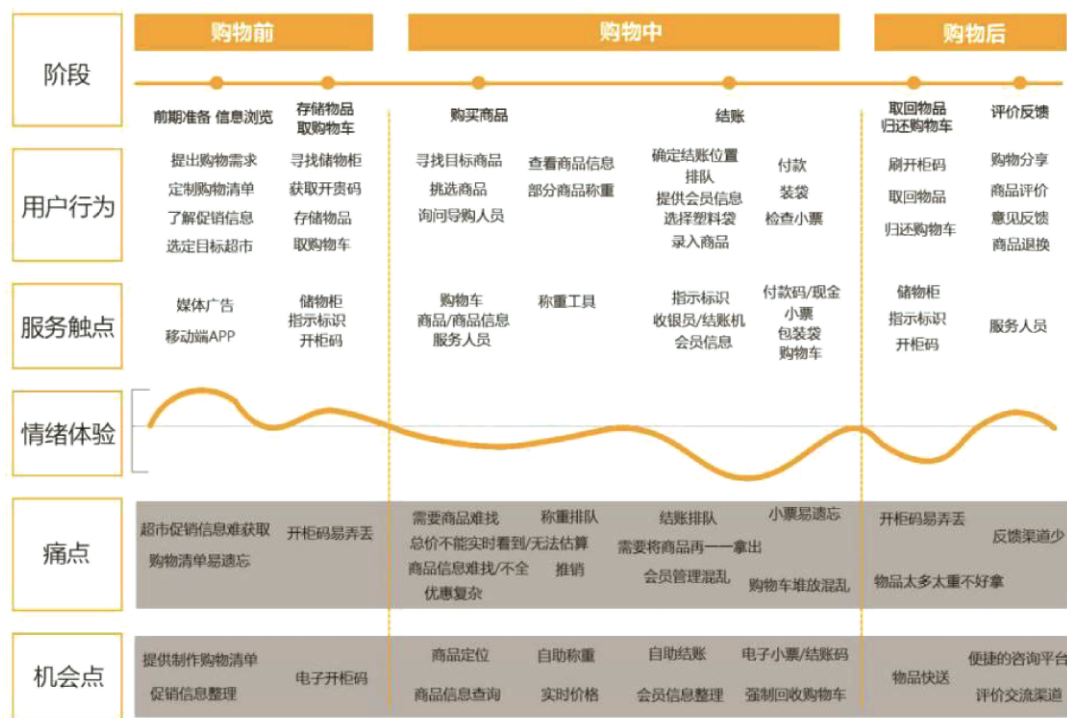 阶段
购物前
购物中
购物后
前期准备 信息浏览
存储物品
取购物车
购买商品
结账
取回物品
归还购物车
评价反馈
用户行为
提出购物需求
定制购物清单
了解促销信息
选定目标超市
寻找储物柜
获取开贵码
存储物品
取购物车
寻找目标商品
挑选商品
询问导购人员
查看商品信息
部分商品称重
确定结账位置
排队
提供会员信息
选择塑料袋
录入商品
付款
装袋
检查小票
刷开柜码
取回物品
归还购物车
购物分享
商品评价
意见反馈
商品退换
服务触点
媒体广告
移动端APP
储物柜
指示标识
开柜码
购物车
商品/商品信息
服务人员
称重工具
指示标识
收银员/结账机
会员信息
付款码/现金
小票
包装袋
购物车
储物柜
指示标识
开柜码
服务人员
情绪体验
痛点
超市促销信息难获取
购物清单易遗忘
开柜码易弄丢
需要商品难找
总价不能实时看到/无法估算
商品信息难找/不全
优惠复杂
称重排队
推销
结账排队
需要将商品再一一拿出
会员管理混乱
小票易遗忘
购物车堆放混乱
开柜码易弄丢
物品太多太重不好拿
反馈渠道少
机会点
提供制作购物清单
促销信息整理
电子开柜码
商品定位
商品信息查询
自助称重
实时价格
自助结账
会员信息整理
电子小票/结账码
强制回收购物车
物品快送
便捷的咨询平台
评价交流渠道